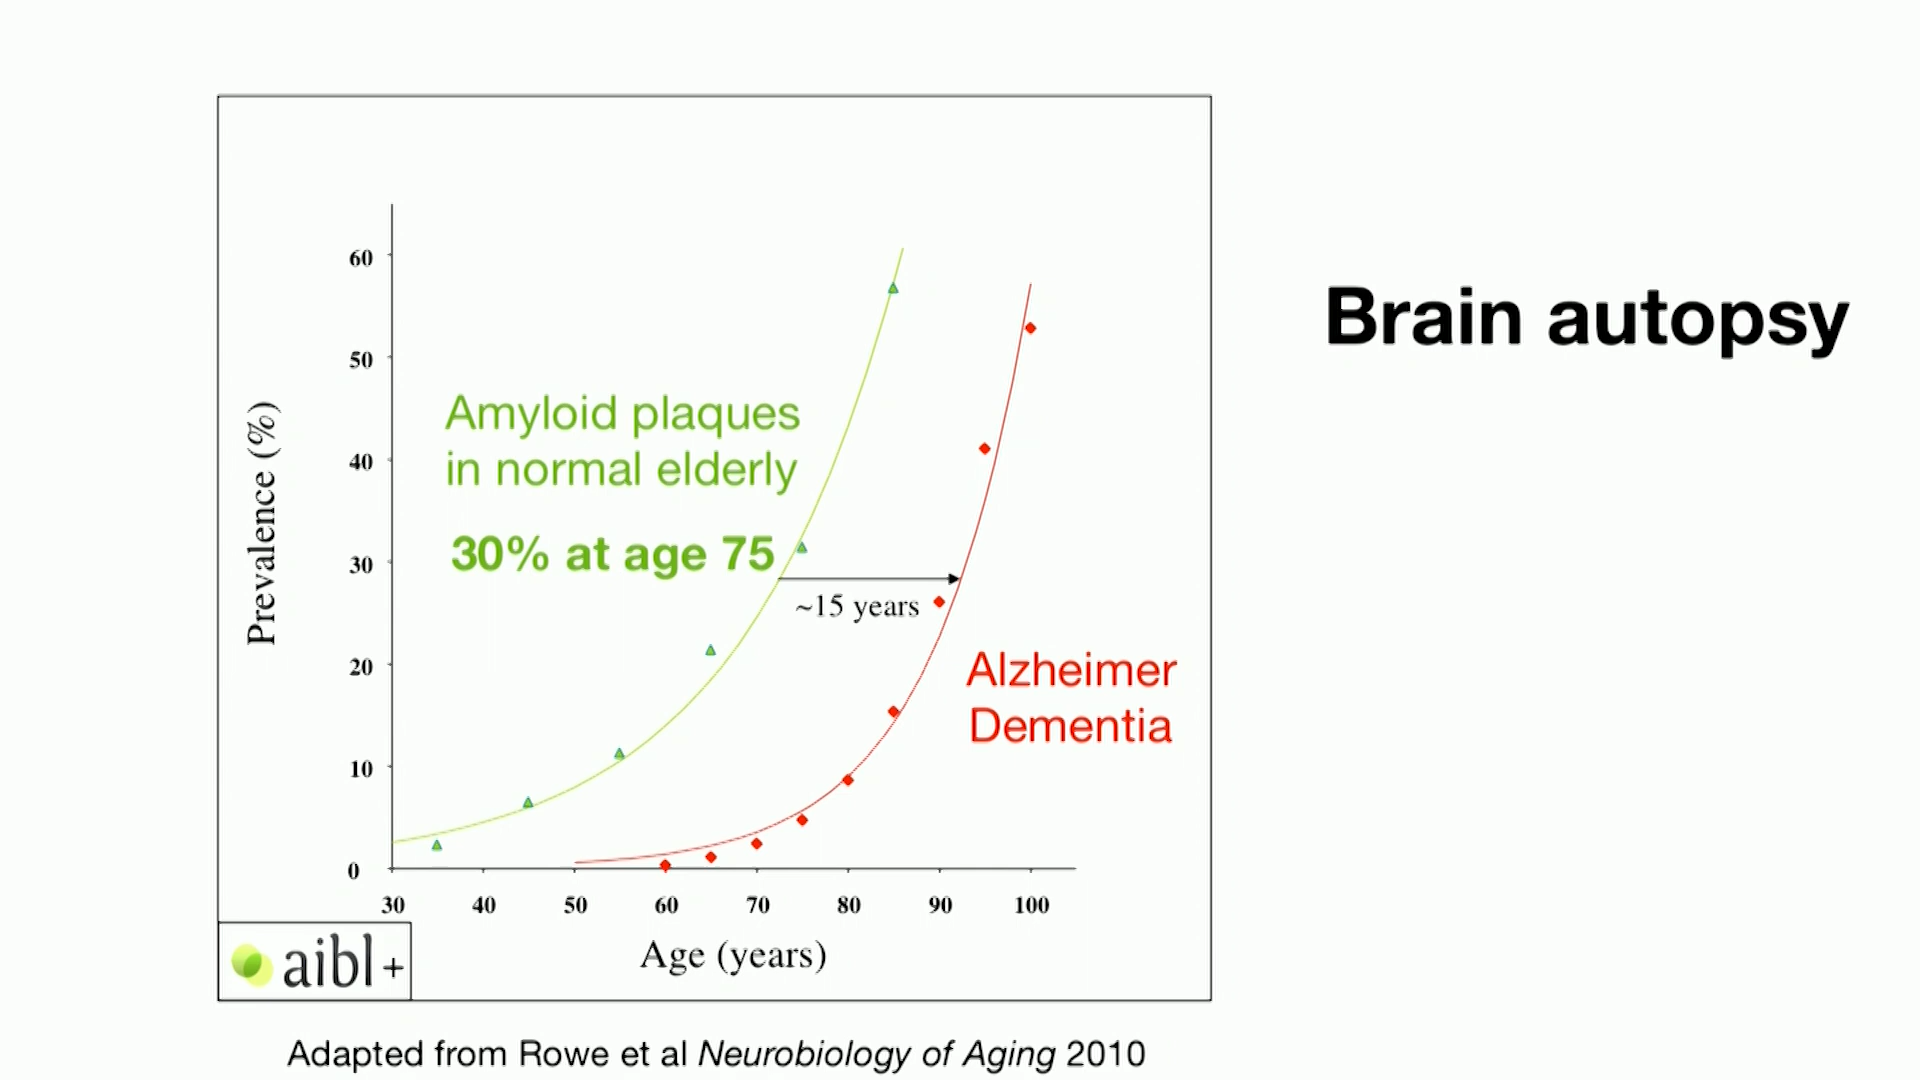 Brain autopsy
60
50
40
30
20
10
0
Prevalence (%)
Amyloid plaques
in normal elderly
30% at age 75
~15 years
Alzheimer
Dementia
30 40 50 60 70 80 90 100
Age (years)
aibl+
Adapted from Rowe et al Neurobiology of Aging 2010